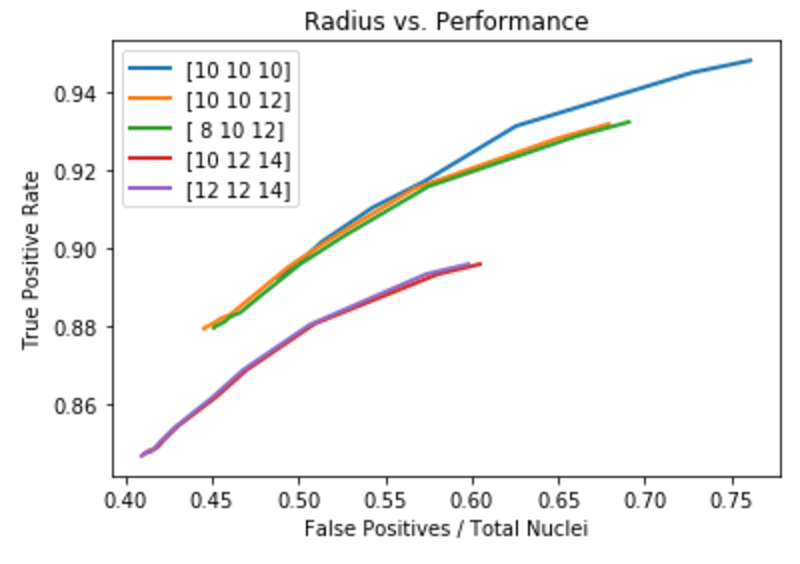 Radius vs. Performance
[10 10 10]
[10 10 12]
[ 8 10 12]
[10 12 14]
[12 12 14]
True Positive Rate
0.94
0.92
0.90
0.88
0.86
0.40 0.45 0.50 0.55 0.60 0.65 0.70 0.75
False Positives / Total Nuclei